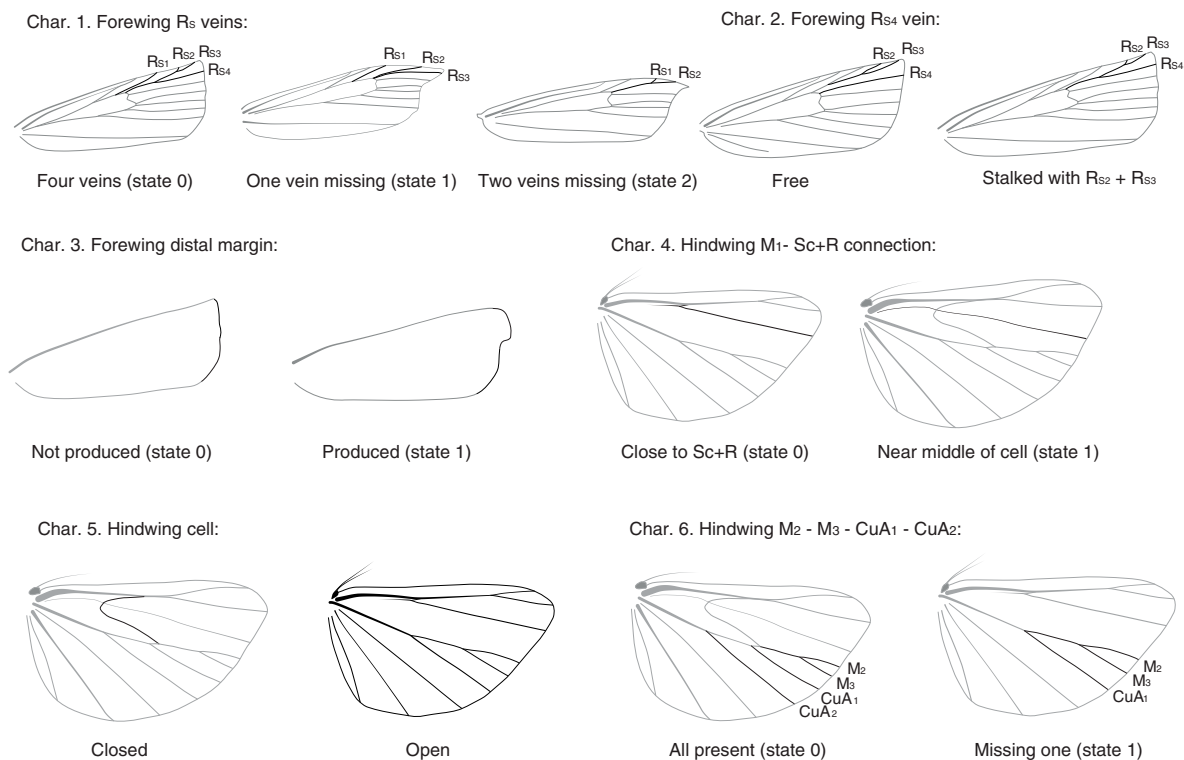 Char. 1. Forewing Rs veins:
Char. 2. Forewing Rs4 vein:
Rs1 Rs2 Rs3 Rs4
Rs1 Rs2 Rs3
Rs1 Rs2
Rs2 Rs3 Rs4
Rs2 Rs3 Rs4
Four veins (state 0)
One vein missing (state 1)
Two veins missing (state 2)
Free
Stalked with Rs2 + Rs3
Char. 3. Forewing distal margin:
Char. 4. Hindwing M1- Sc+R connection:
Not produced (state 0)
Produced (state 1)
Close to Sc+R (state 0)
Near middle of cell (state 1)
Char. 5. Hindwing cell:
Char. 6. Hindwing M2 - M3 - CuA1 - CuA2:
M2
M3
CuA1
CuA2
M2
M3
CuA1
Closed
Open
All present (state 0)
Missing one (state 1)